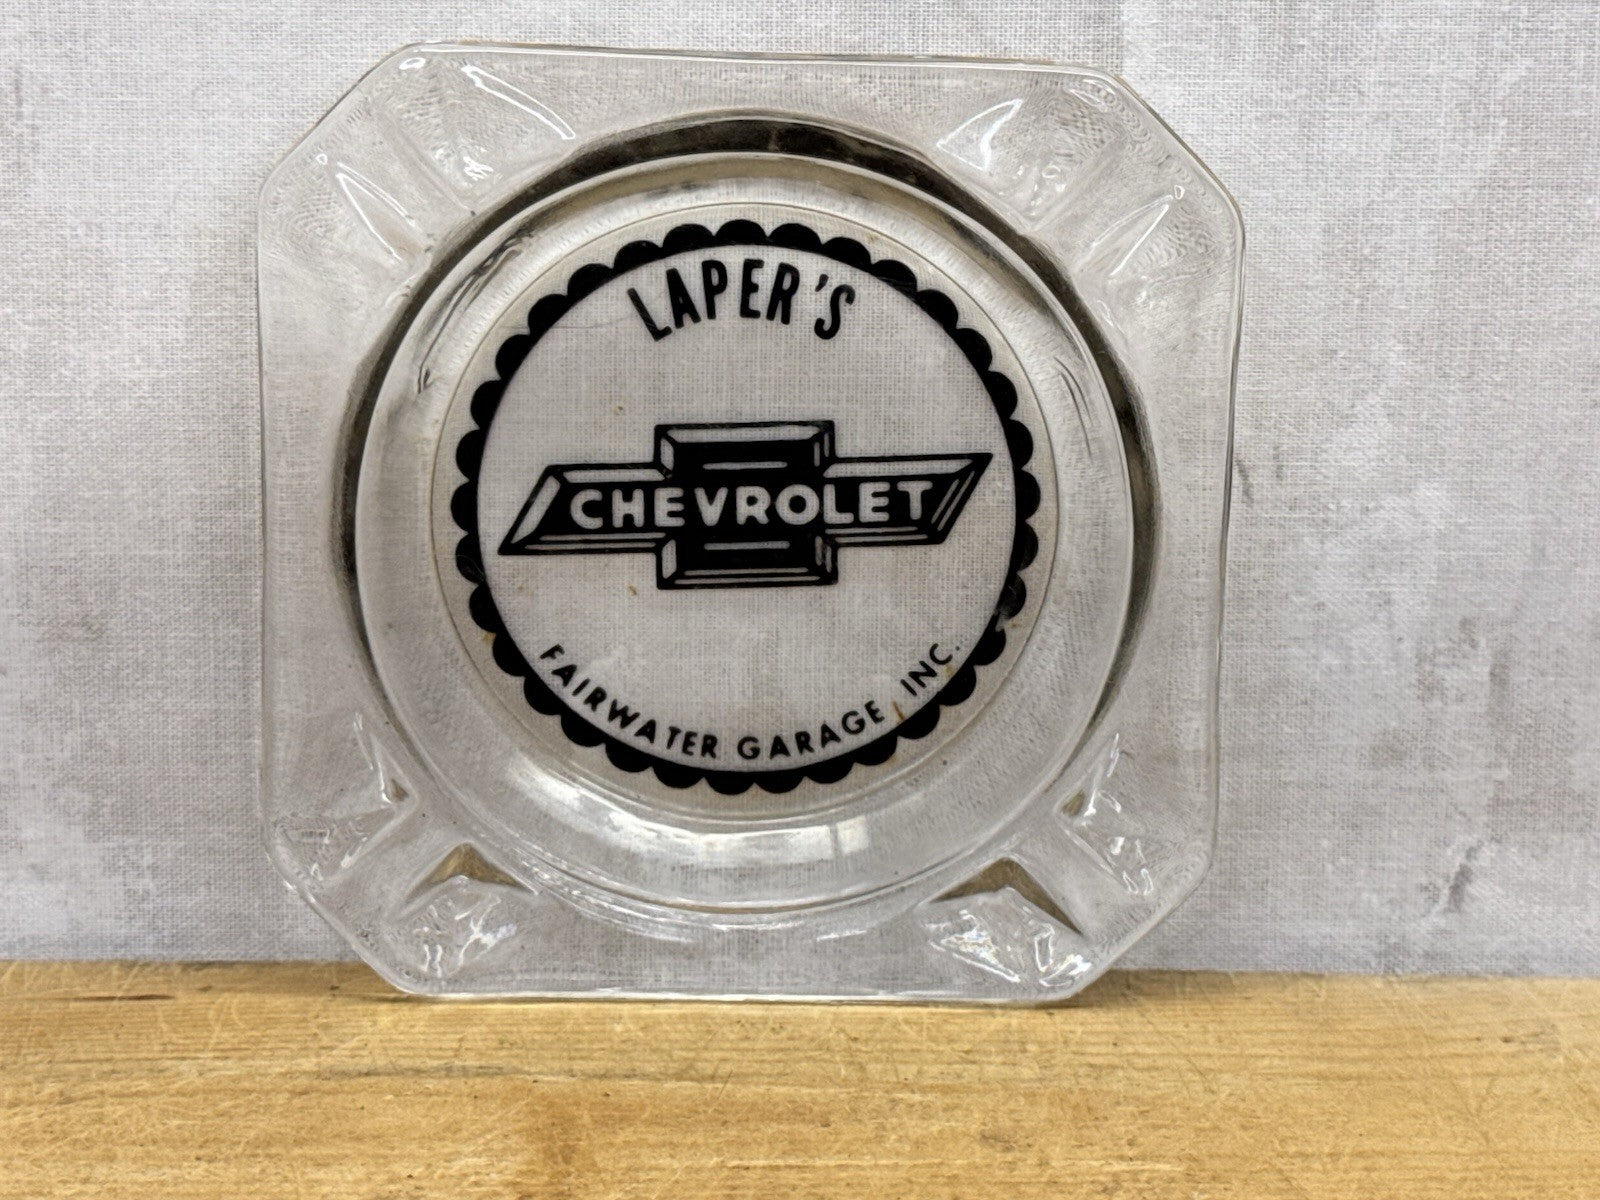 LAPER'S
CHEVROLET
FAIRWATER GARAGE, INC.